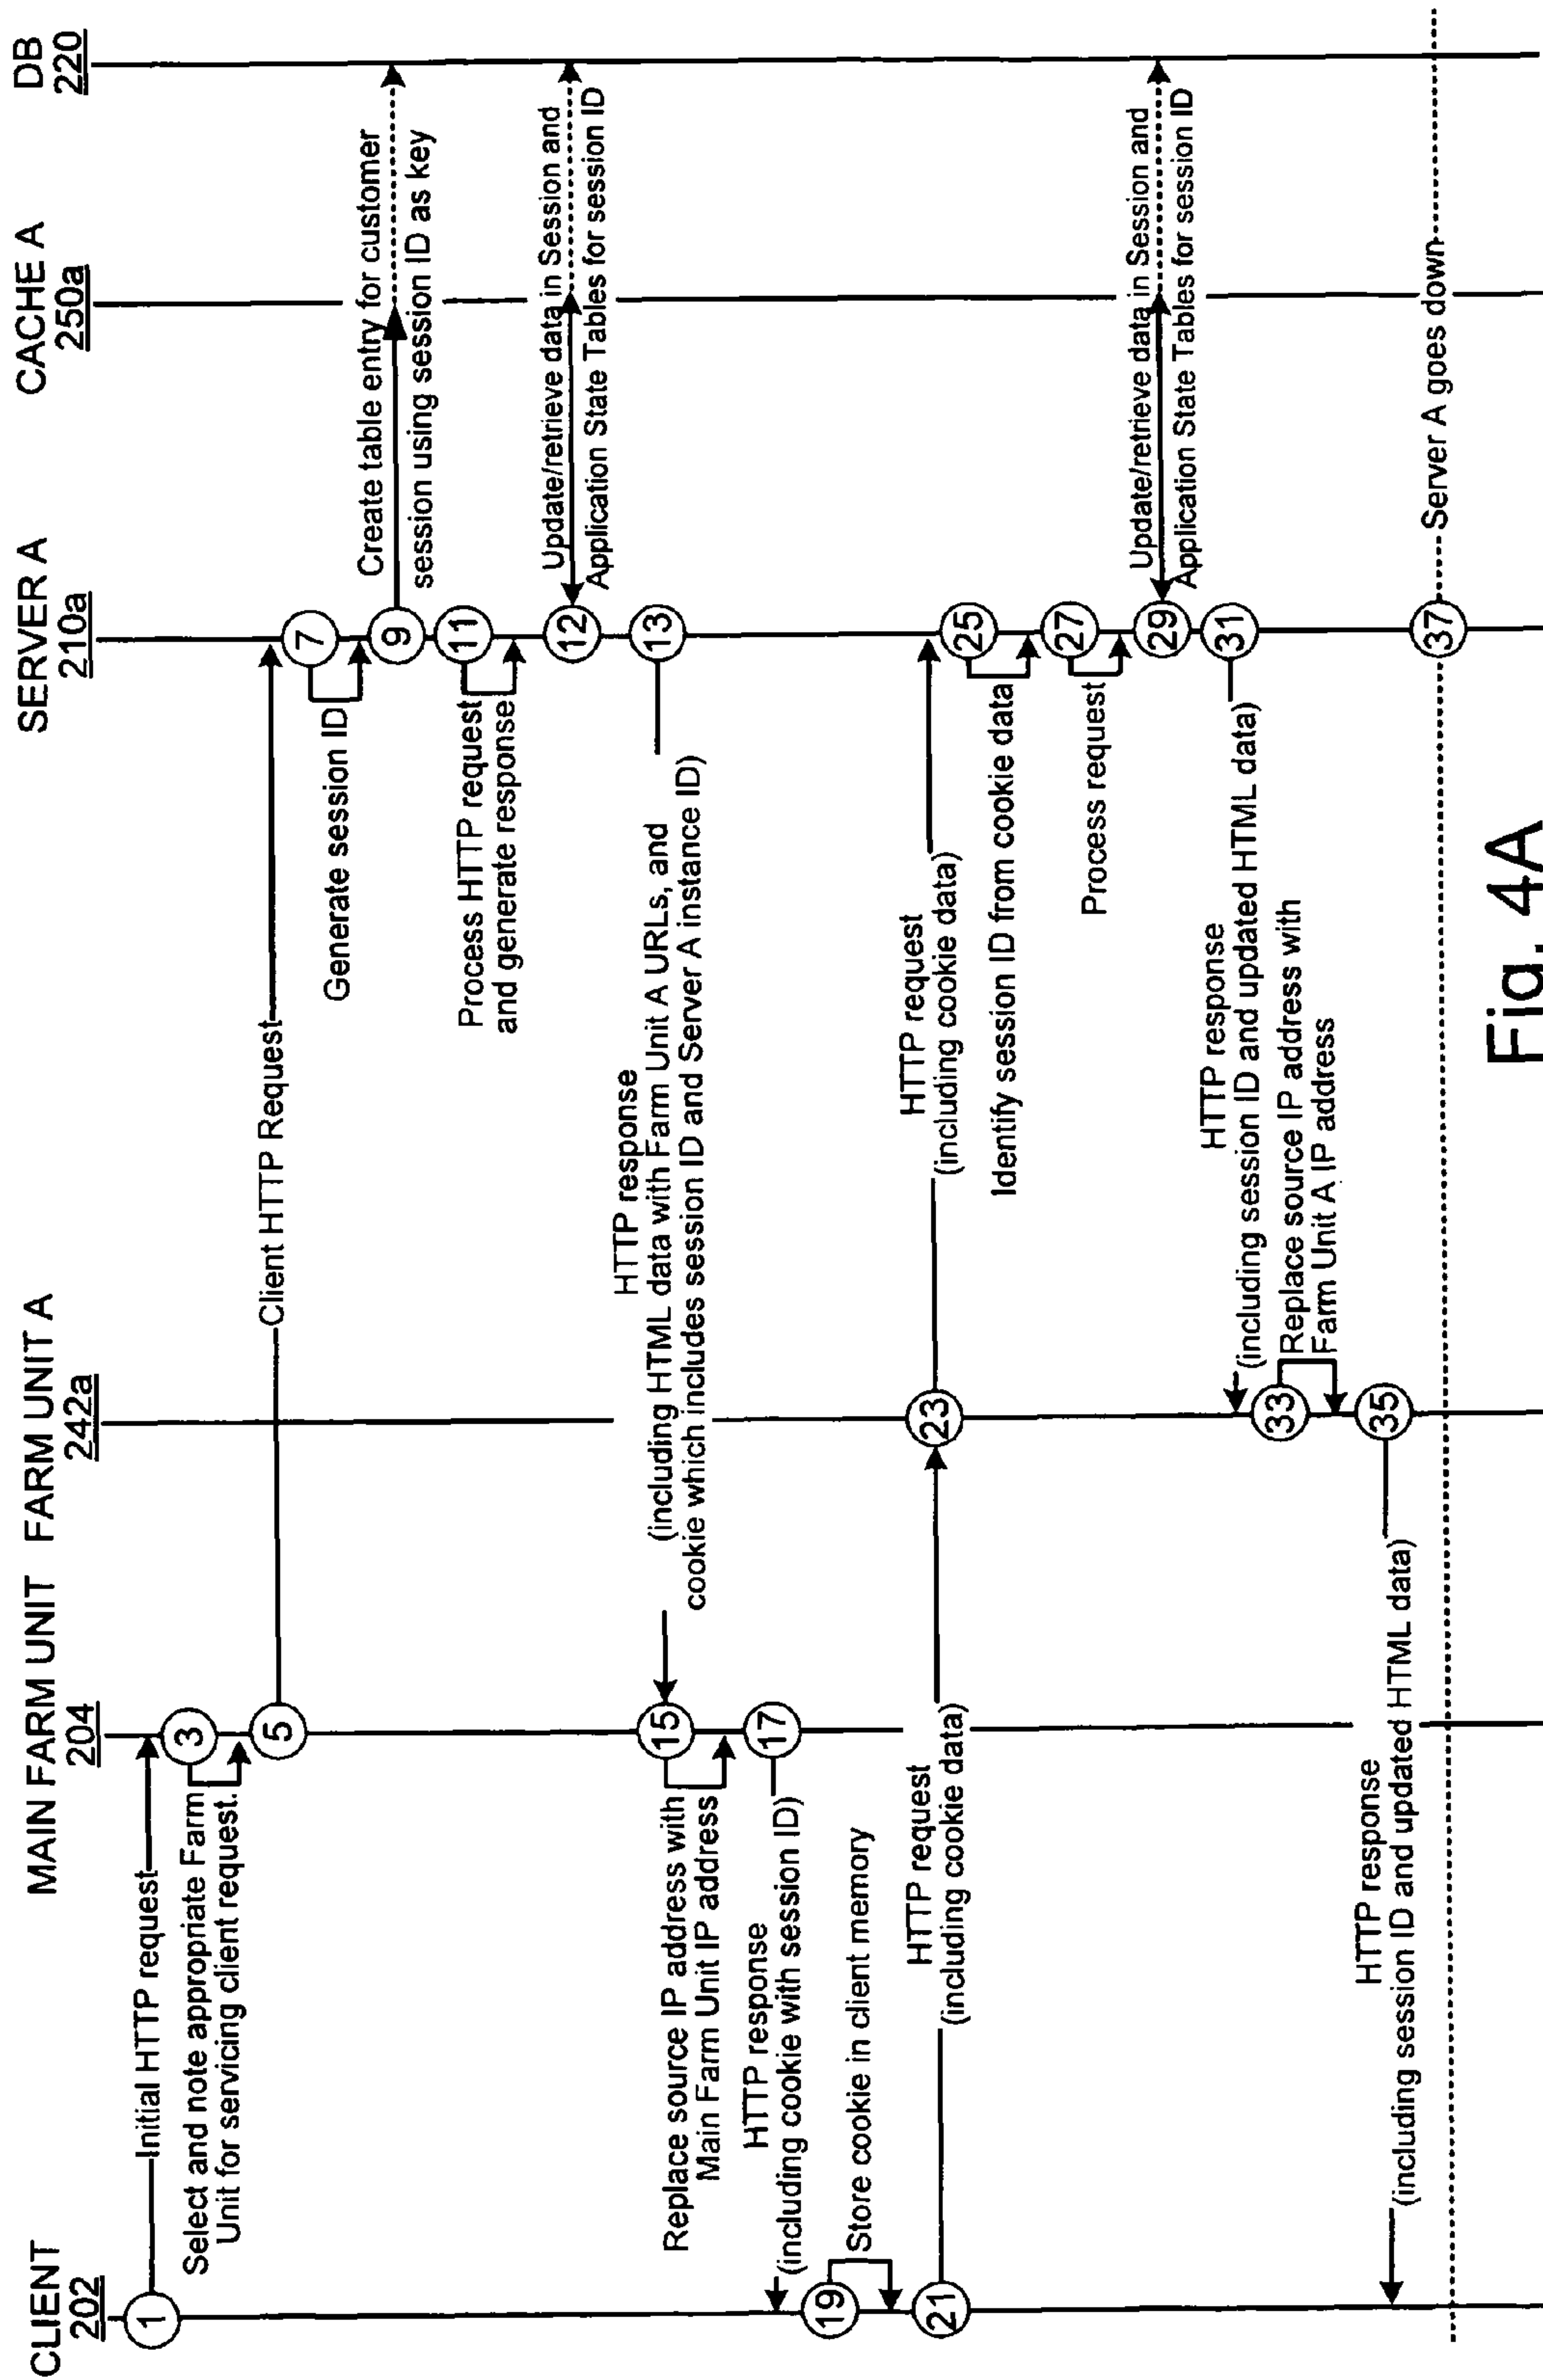 CLIENT
202
MAIN FARM UNIT
204
FARM UNIT A
242a
SERVER A
210a
CACHE A
250a
DB
220
1
Initial HTTP request
3
Select and note appropriate Farm
Unit for servicing client request.
5
Client HTTP Request
7
Generate session ID
9
Create table entry for customer
session using session ID as key
11
Process HTTP request
and generate response
12
Update/retrieve data in Session and
Application State Tables for session ID
13
HTTP response
(including HTML data with Farm Unit A URLs, and
cookie which includes session ID and Server A instance ID)
15
Replace source IP address with
Main Farm Unit IP address
17
HTTP response
(including cookie with session ID)
19
Store cookie in client memory
21
HTTP request
(including cookie data)
23
HTTP request
(including cookie data)
25
Identify session ID from cookie data
27
Process request
29
Update/retrieve data in Session and
Application State Tables for session ID
31
HTTP response
(including session ID and updated HTML data)
33
Replace source IP address with
Farm Unit A IP address
35
HTTP response
(including session ID and updated HTML data)
37
Server A goes down
Fig. 4A